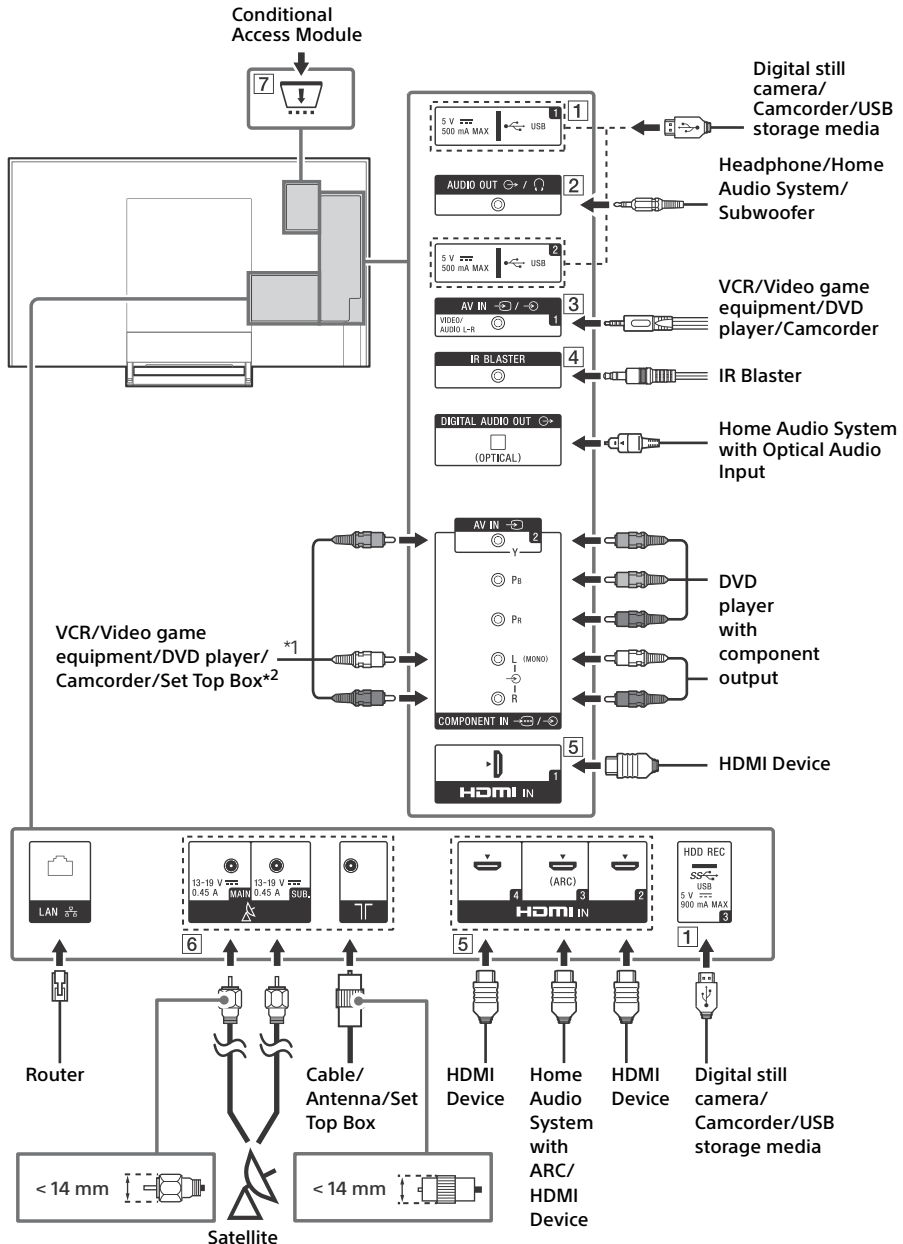 Conditional
Access Module
7
5 V
500 mA MAX
USB
1
1
Digital still
camera/
Camcorder/USB
storage media
AUDIO OUT / 
2
Headphone/Home
Audio System/
Subwoofer
5 V
500 mA MAX
USB
2
AV IN /
3
VIDEO/
AUDIO L-R
1
VCR/Video game
equipment/DVD
player/Camcorder
IR BLASTER
4
IR Blaster
DIGITAL AUDIO OUT
(OPTICAL)
Home Audio System
with Optical Audio
Input
AV IN
2
Y
PB
PR
L (MONO)
R
COMPONENT IN /
VCR/Video game
equipment/DVD player/
Camcorder/Set Top Box*2
*1
DVD
player
with
component
output
5
1
HDMI IN
HDMI Device
LAN
13-19 V
0.45 A
MAIN
13-19 V
0.45 A
SUB.
6
4
(ARC)
3
2
HDMI IN
5
HDD REC
SS
USB
5 V
900 mA MAX
3
1
Router
Cable/
Antenna/Set
Top Box
HDMI
Device
Home
Audio
System
with
ARC/
HDMI
Device
HDMI
Device
Digital still
camera/
Camcorder/USB
storage media
< 14 mm
< 14 mm
Satellite